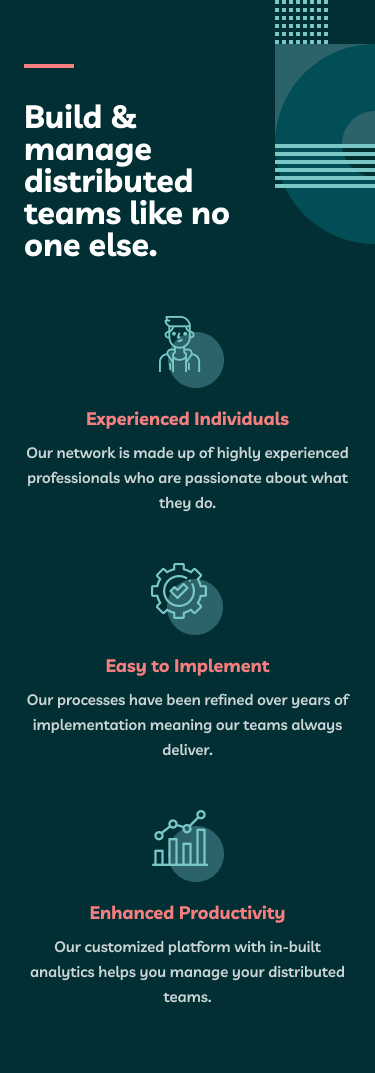 Build &
manage
distributed
teams like no
one else.
Experienced Individuals
Our network is made up of highly experienced
professionals who are passionate about what
they do.
Easy to Implement
Our processes have been refined over years of
implementation meaning our teams always
deliver.
Enhanced Productivity
Our customized platform with in-built
analytics helps you manage your distributed
teams.